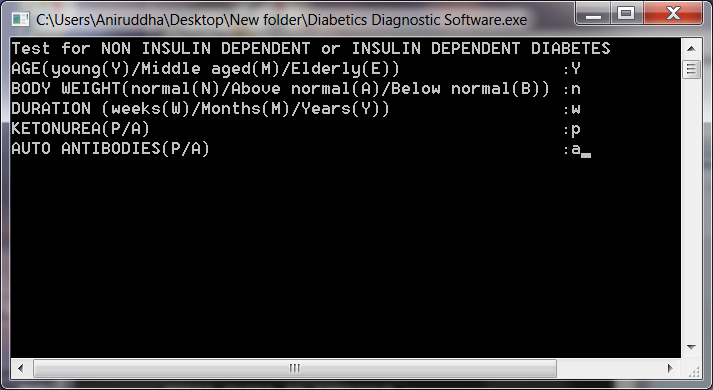 C:\Users\Aniruddha\Desktop\New folder\Diabetics Diagnostic Software.exe
Test for NON INSULIN DEPENDENT or INSULIN DEPENDENT DIABETES
AGE(young(Y)/Middle aged(M)/Elderly(E)) :Y
BODY WEIGHT(normal(N)/Above normal(A)/Below normal(B)) :n
DURATION (weeks(W)/Months(M)/Years(Y)) :w
KETONUREA(P/A) :p
AUTO ANTIBODIES(P/A) :a